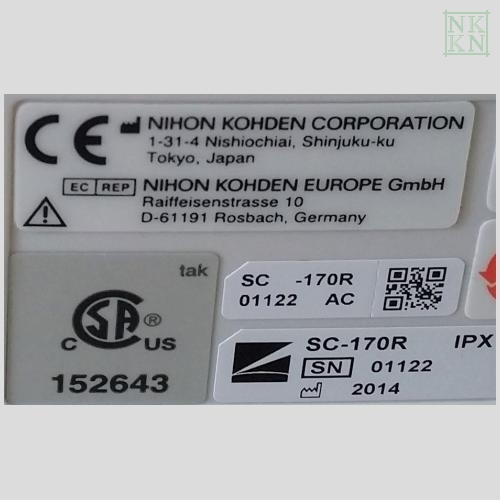 NK
KN
CE NIHON KOHDEN CORPORATION
1-31-4 Nishiochiai, Shinjuku-ku
Tokyo, Japan
EC REP NIHON KOHDEN EUROPE GmbH
Raiffeisenstrasse 10
D-61191 Rosbach, Germany
tak
CSA ®
C US
152643
SC -170R
01122 AC
SC-170R IPX
SN 01122
2014